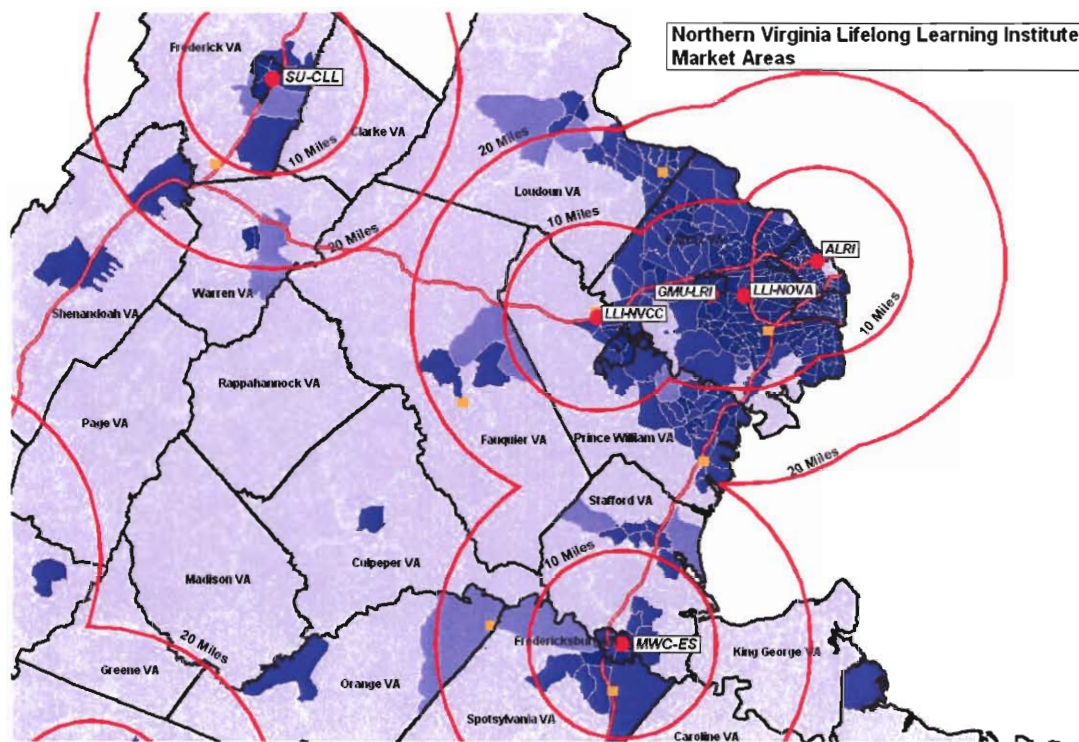 Northern Virginia Lifelong Learning Institute
Market Areas
Frederick VA
SU-CLL
10 Miles
Clarke VA
20 Miles
Loudoun VA
10 Miles
20 Miles
ALRI
Warren VA
GMU-LRI
LLI-NOVA
LLI-NVCC
Shenandoah VA
10 Miles
Rappahannock VA
Page VA
Fauquier VA
Prince William VA
20 Miles
Stafford VA
Culpeper VA
10 Miles
Madison VA
20 Miles
Fredericksburg
MWC-ES
King George VA
Greene VA
Orange VA
Spotsylvania VA
Caroline VA